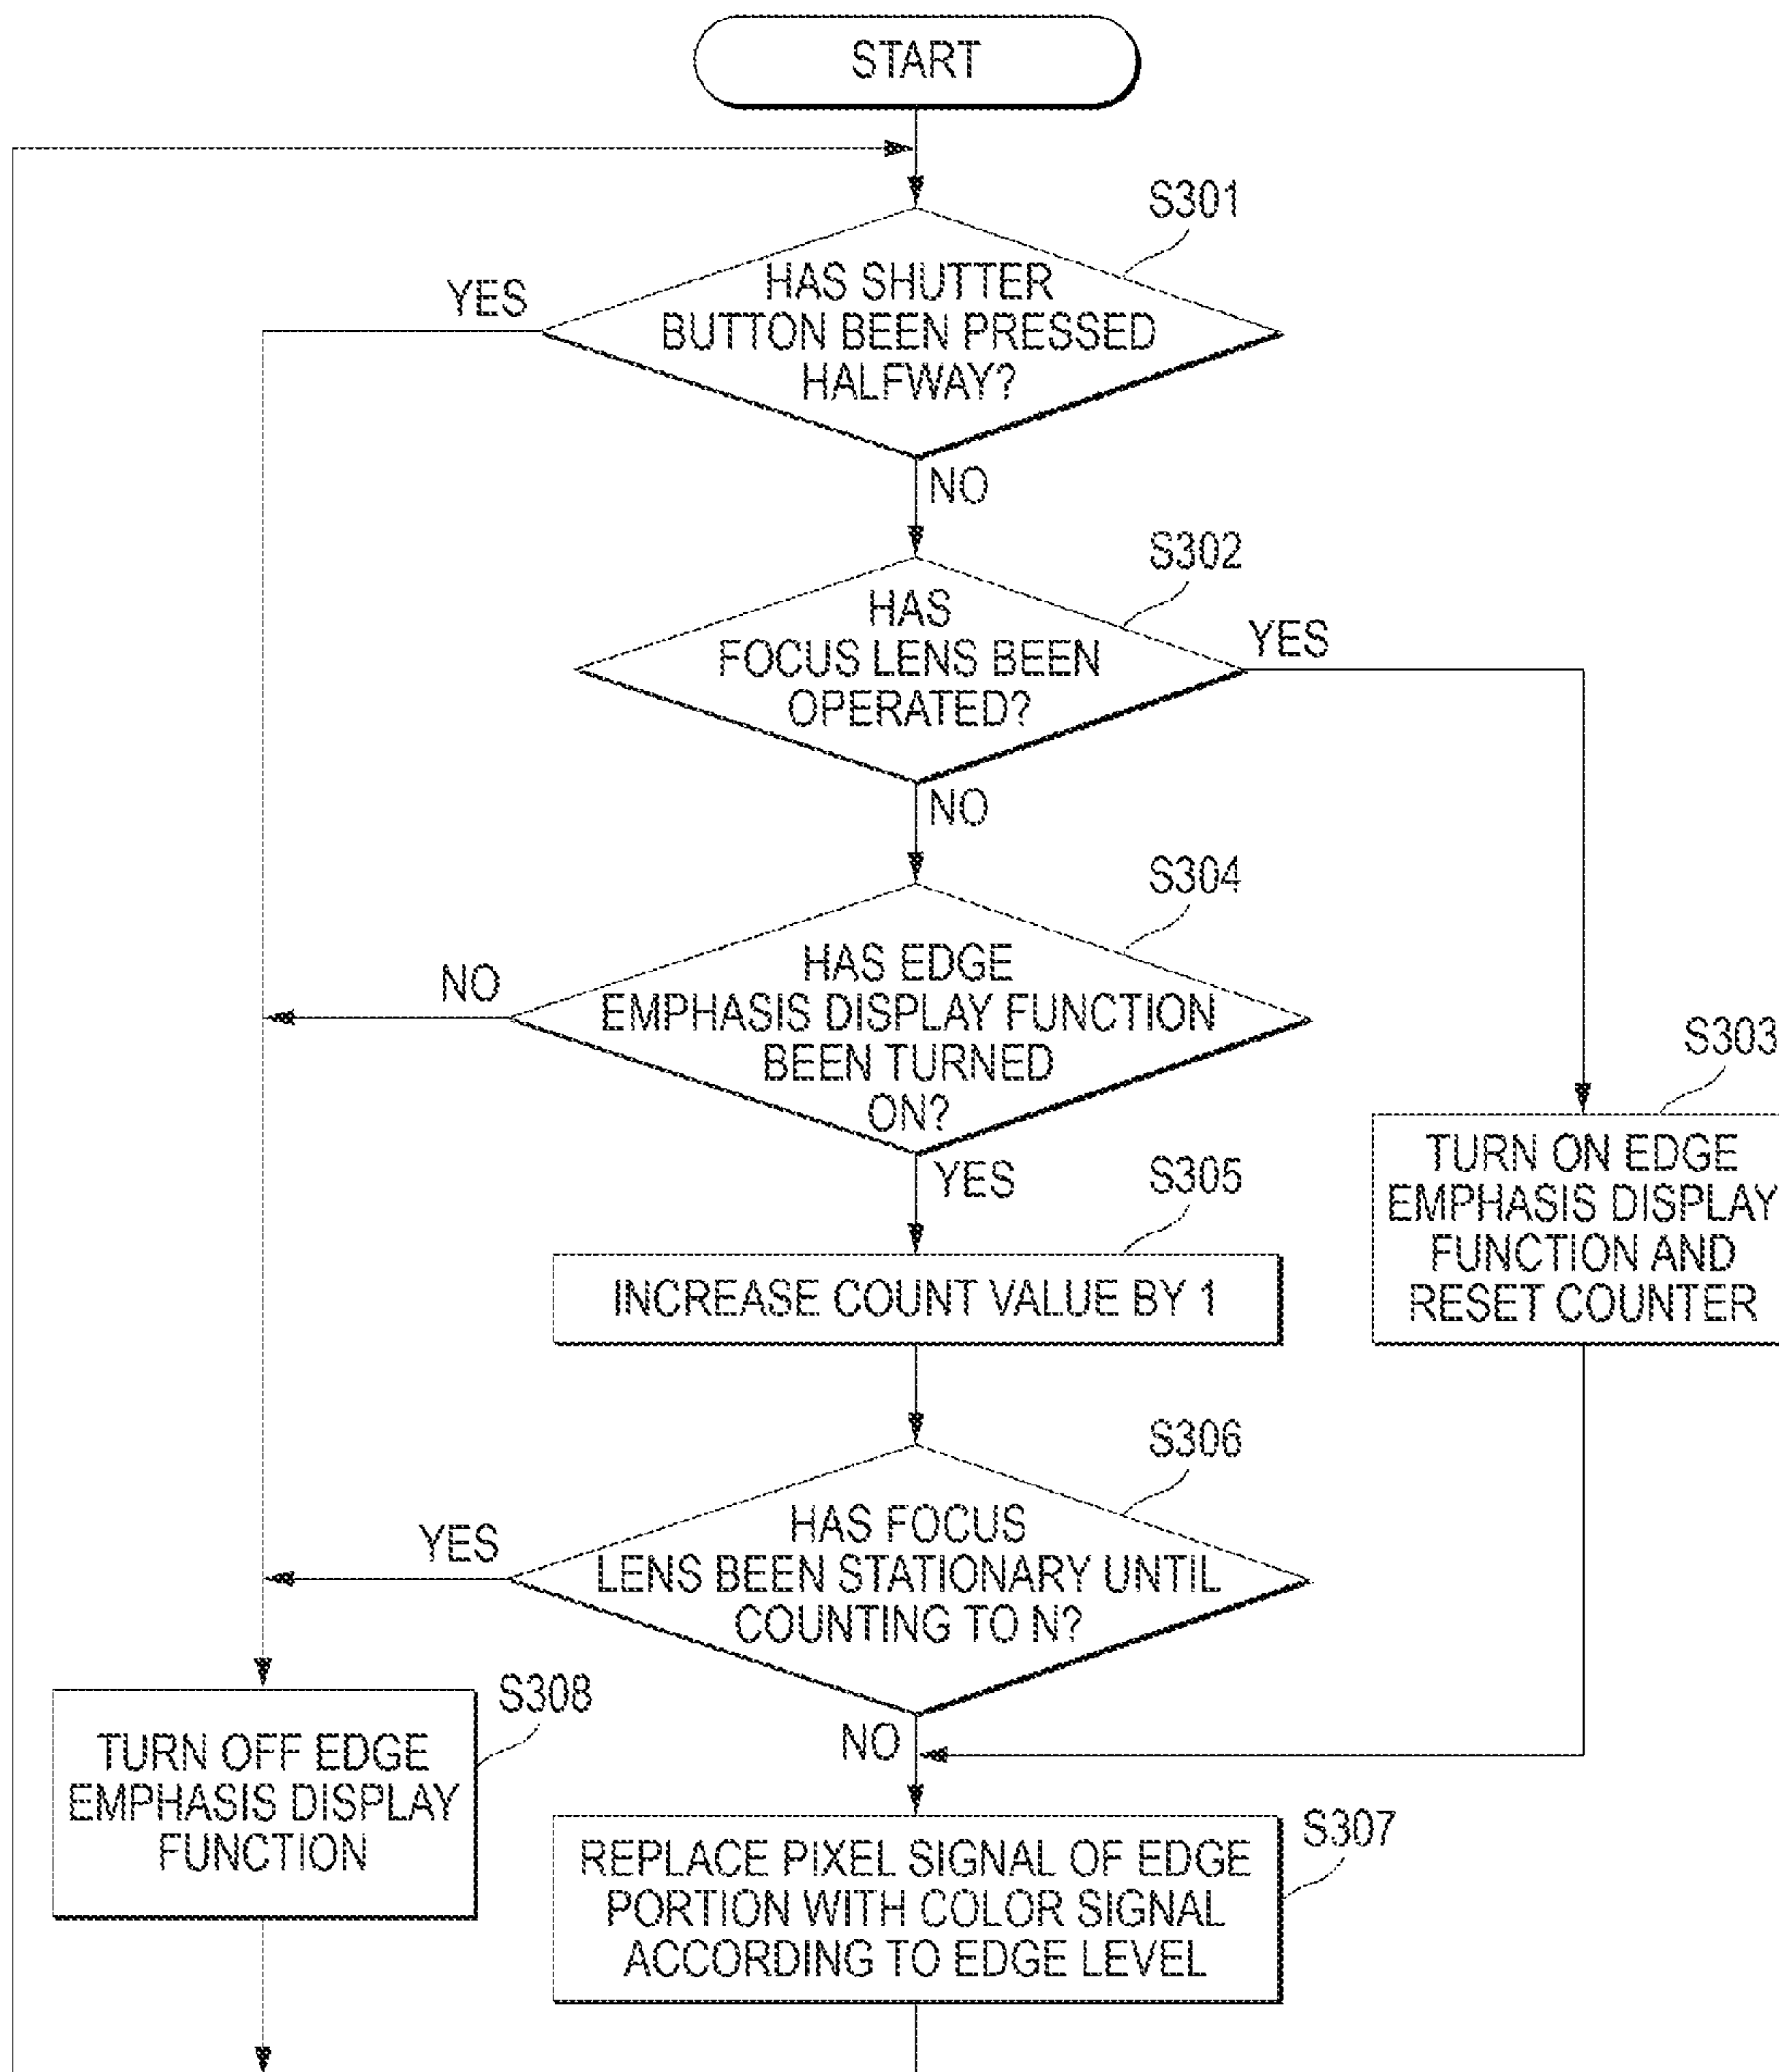 START
S301
HAS SHUTTER
BUTTON BEEN PRESSED
HALFWAY?
YES
NO
S302
HAS
FOCUS LENS BEEN
OPERATED?
YES
NO
S304
HAS EDGE
EMPHASIS DISPLAY FUNCTION
BEEN TURNED
ON?
NO
YES
S303
TURN ON EDGE
EMPHASIS DISPLAY
FUNCTION AND
RESET COUNTER
S305
INCREASE COUNT VALUE BY 1
S306
HAS FOCUS
LENS BEEN STATIONARY UNTIL
COUNTING TO N?
YES
NO
S308
TURN OFF EDGE
EMPHASIS DISPLAY
FUNCTION
S307
REPLACE PIXEL SIGNAL OF EDGE
PORTION WITH COLOR SIGNAL
ACCORDING TO EDGE LEVEL